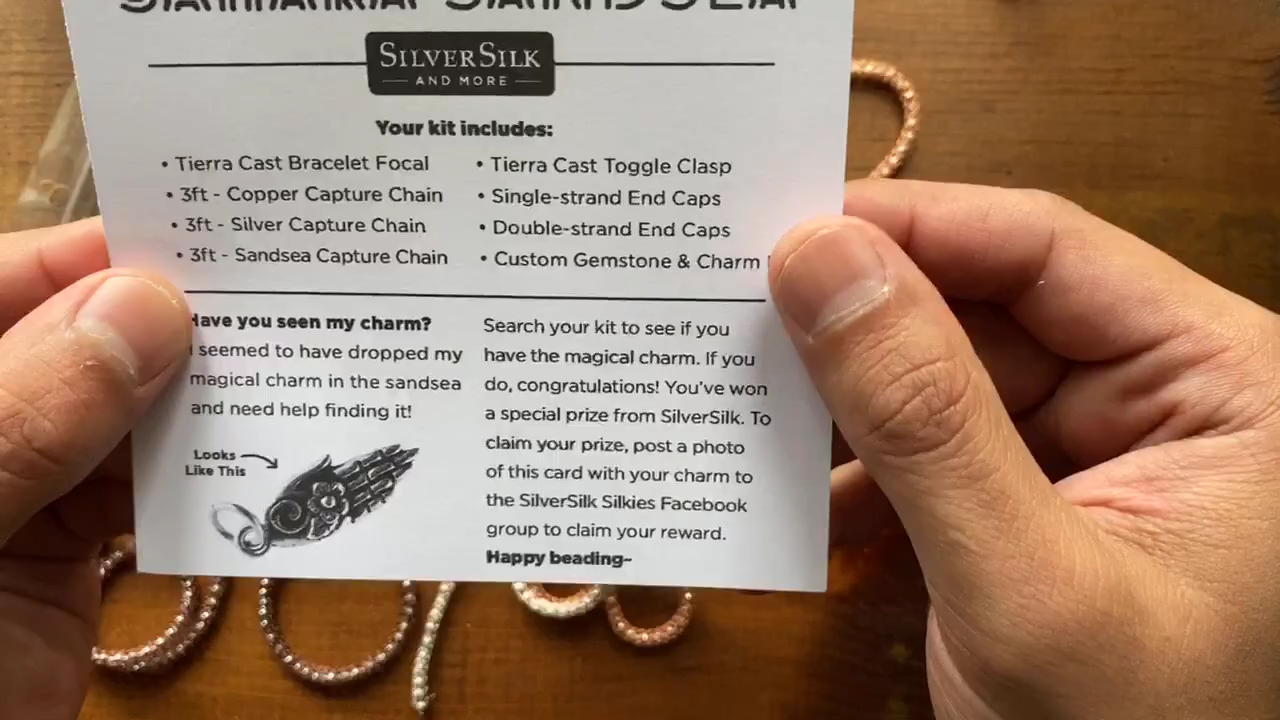 SILVERSILK
AND MORE
Your kit includes:
• Tierra Cast Bracelet Focal
• 3ft - Copper Capture Chain
• 3ft - Silver Capture Chain
• 3ft - Sandsea Capture Chain
• Tierra Cast Toggle Clasp
• Single-strand End Caps
• Double-strand End Caps
• Custom Gemstone & Charm
Have you seen my charm?
I seemed to have dropped my
magical charm in the sandsea
and need help finding it!
Looks
Like This
Search your kit to see if you
have the magical charm. If you
do, congratulations! You've won
a special prize from SilverSilk. To
claim your prize, post a photo
of this card with your charm to
the SilverSilk Silkies Facebook
group to claim your reward.
Happy beading~